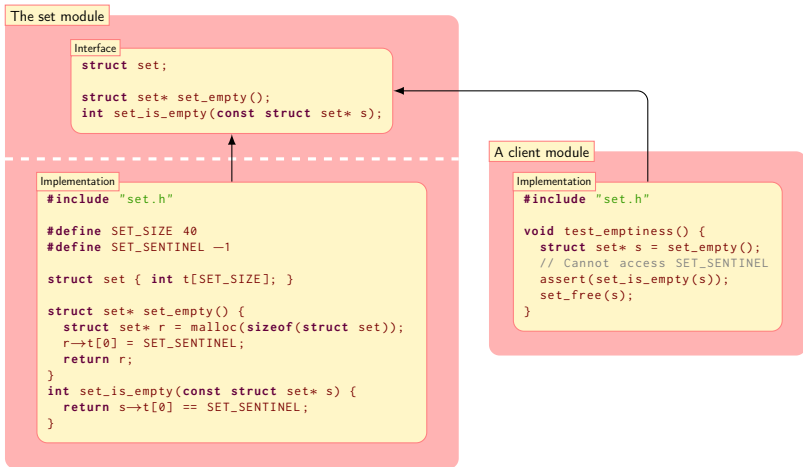 The set module
Interface
struct set;
struct set* set_empty();
int set_is_empty(const struct set* s);
Implementation
#include "set.h"
#define SET_SIZE 40
#define SET_SENTINEL −1
struct set { int t[SET_SIZE]; }
struct set* set_empty() {
struct set* r = malloc(sizeof(struct set));
r→t[0] = SET_SENTINEL;
return r;
}
int set_is_empty(const struct set* s) {
return s→t[0] == SET_SENTINEL;
}
A client module
Implementation
#include "set.h"
void test_emptiness() {
struct set* s = set_empty();
// Cannot access SET_SENTINEL
assert(set_is_empty(s));
set_free(s);
}